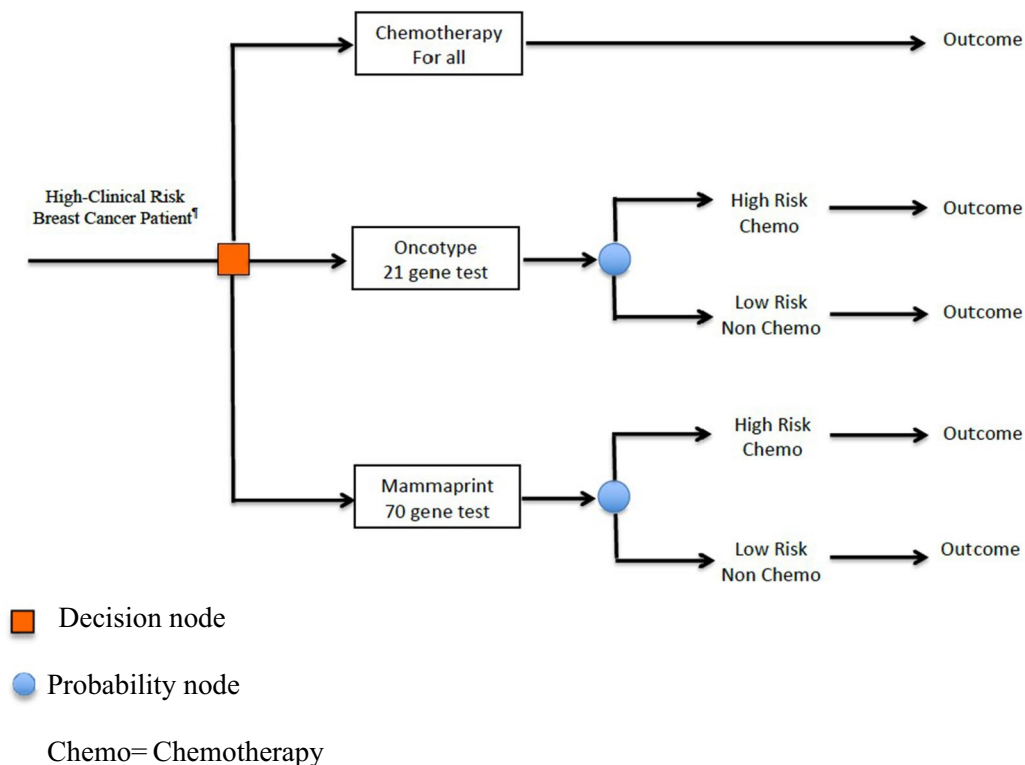 Chemotherapy
For all
Outcome
High-Clinical Risk
Breast Cancer Patient¶
Oncotype
21 gene test
High Risk
Chemo
Outcome
Low Risk
Non Chemo
Outcome
Mammaprint
70 gene test
High Risk
Chemo
Outcome
Low Risk
Non Chemo
Outcome
Decision node
Probability node
Chemo= Chemotherapy